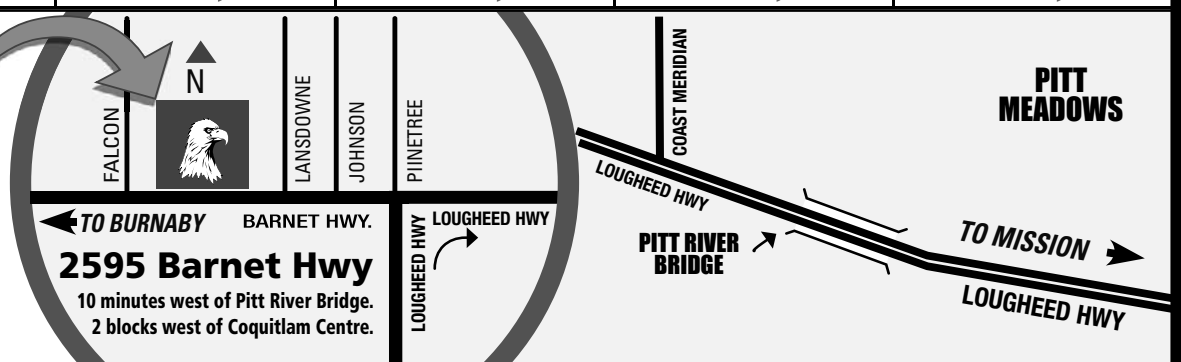 N
FALCON
LANSDOWNE
JOHNSON
PIINETREE
TO BURNABY
BARNET HWY.
LOUGHEED HWY
LOUGHEED HWY
2595 Barnet Hwy
10 minutes west of Pitt River Bridge.
2 blocks west of Coquitlam Centre.
COAST MERIDIAN
LOUGHEED HWY
PITT RIVER
BRIDGE
PITT
MEADOWS
TO MISSION
LOUGHEED HWY